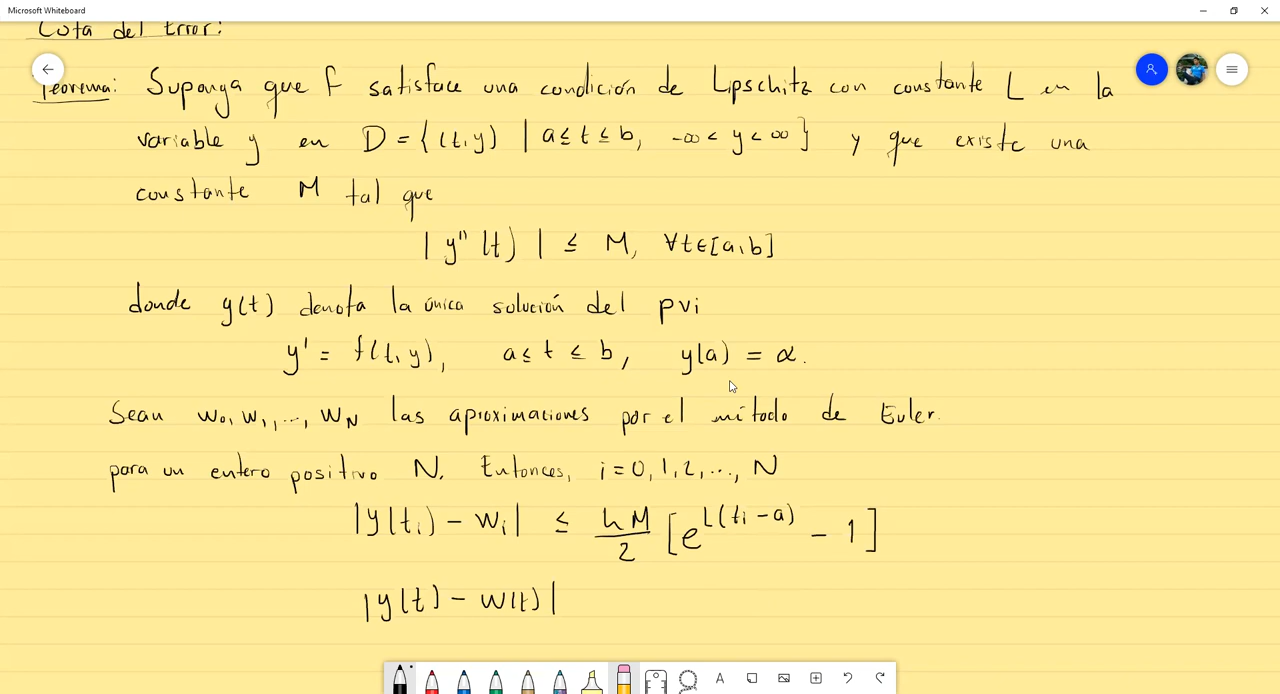 Microsoft Whiteboard
Cota del Error:
Teorema: Suponga que f satisface una condición de Lipschitz con constante L en la
variable y en D = {(t,y) | a ≤ t ≤ b, -∞ < y < ∞} y que existe una
constante M tal que
|y''(t)| ≤ M, ∀t∈[a,b]
donde y(t) denota la única solución del pvi
y' = f(t,y), a ≤ t ≤ b, y(a) = α.
Sean w₀, w₁, ..., w_N las aproximaciones por el método de Euler.
para un entero positivo N. Entonces, i=0,1,2,..., N
|y(tᵢ) - wᵢ| ≤ hM/2 [e^{L(tᵢ-a)} - 1]
|y(t) - w(t)|
A